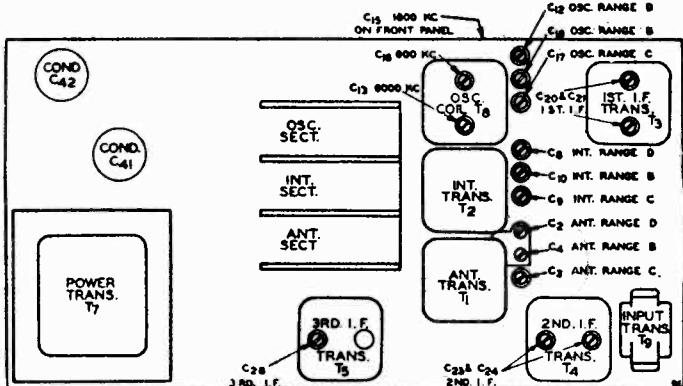 C12 OSC. RANGE D
C15 1800 KC
ON FRONT PANEL
C18 OSC. RANGE B
C17 OSC. RANGE C
C16 600 KC
C13 6000 KC
COND
C42
COND.
C41
OSC.
COIL
T8
C20 & C21
1ST. I.F.
1ST. I.F.
TRANS.
T3
OSC.
SECT.
INT.
SECT.
ANT.
SECT
INT.
TRANS.
T2
ANT.
TRANS.
T1
C8 INT. RANGE D
C10 INT. RANGE B
C9 INT. RANGE C
C2 ANT. RANGE D
C4 ANT. RANGE B
C3 ANT. RANGE C
POWER
TRANS.
T7
3RD. I.F.
TRANS.
T5
C28
3RD. I.F.
2ND. I.F.
TRANS.
T4
C23 & C24
2ND. I.F.
INPUT
TRANS
T9